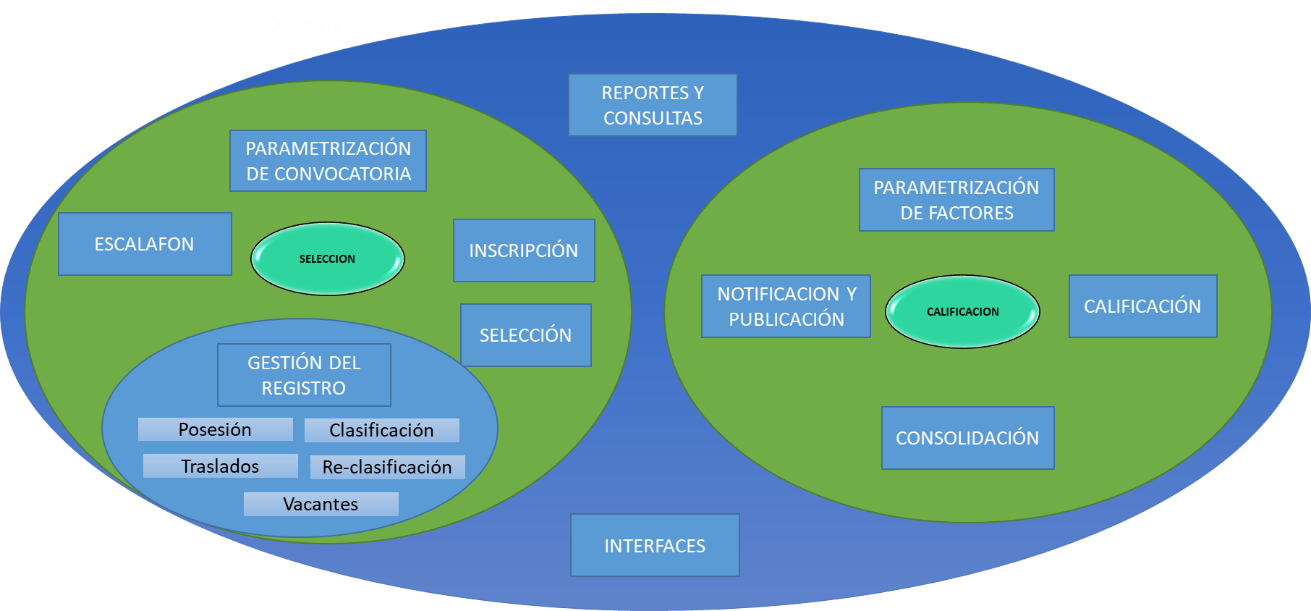 REPORTES Y
CONSULTAS
PARAMETRIZACIÓN
DE CONVOCATORIA
ESCALAFON
SELECCION
INSCRIPCIÓN
SELECCIÓN
GESTIÓN DEL
REGISTRO
Posesión
Clasificación
Traslados
Re-clasificación
Vacantes
PARAMETRIZACIÓN
DE FACTORES
NOTIFICACION Y
PUBLICACIÓN
CALIFICACION
CALIFICACIÓN
CONSOLIDACIÓN
INTERFACES